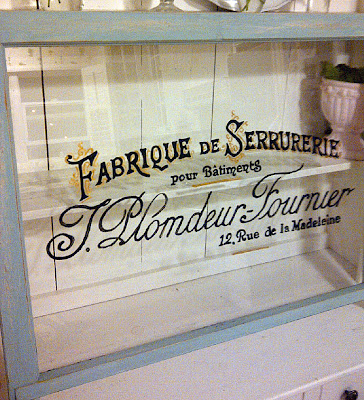 FABRIQUE DE SERRURERIE
pour Bâtiments
J. Plomdeur-Fournier
12, Rue de la Madeleine